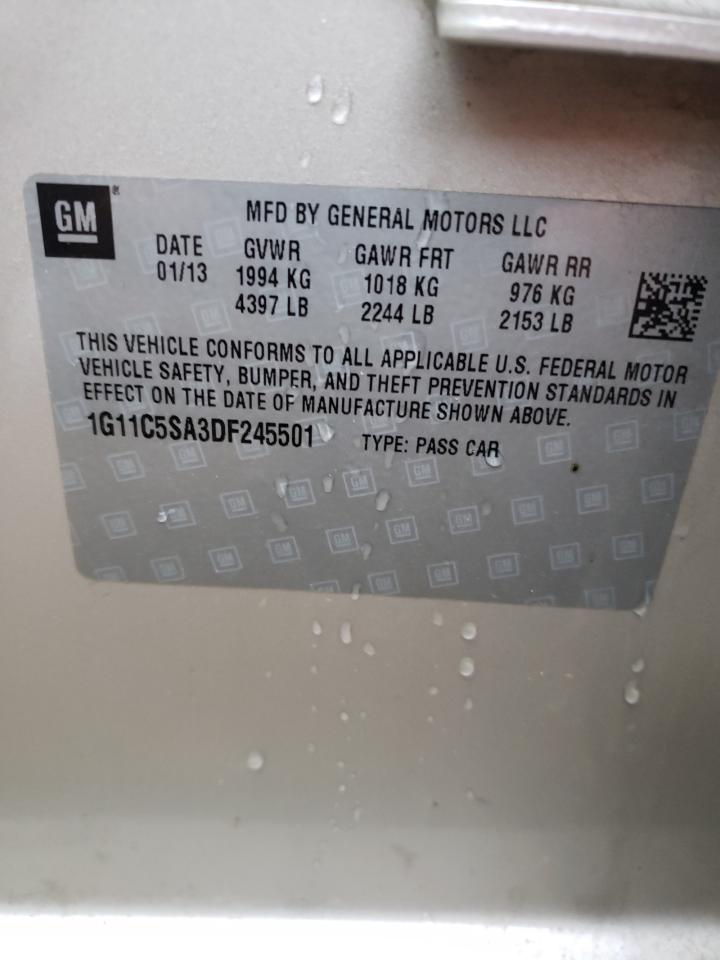 GM
MFD BY GENERAL MOTORS LLC
DATE GVWR GAWR FRT GAWR RR
01/13 1994 KG 1018 KG 976 KG
4397 LB 2244 LB 2153 LB
THIS VEHICLE CONFORMS TO ALL APPLICABLE U.S. FEDERAL MOTOR
VEHICLE SAFETY, BUMPER, AND THEFT PREVENTION STANDARDS IN
EFFECT ON THE DATE OF MANUFACTURE SHOWN ABOVE.
1G11C5SA3DF245501 TYPE: PASS CAR